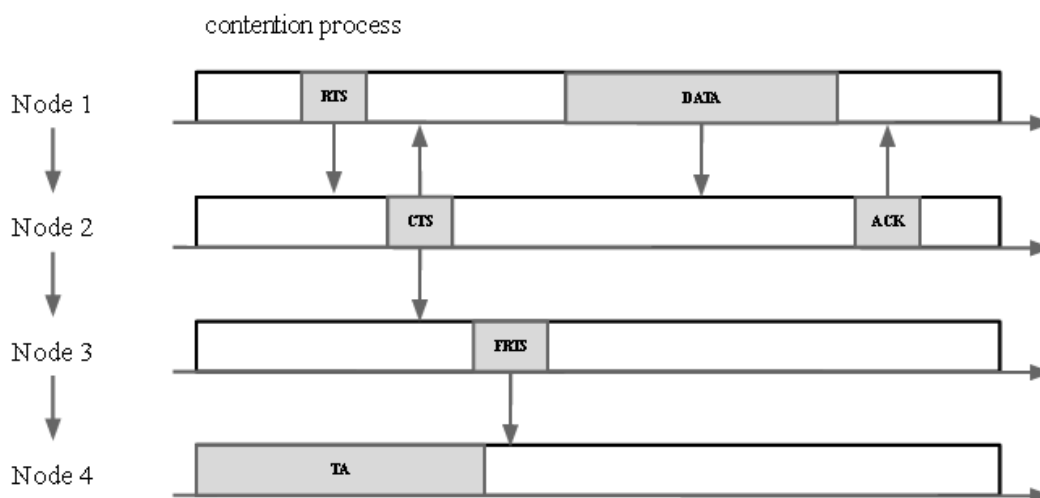 contention process
Node 1
RTS
DATA
Node 2
CTS
ACK
Node 3
FRTS
Node 4
TA